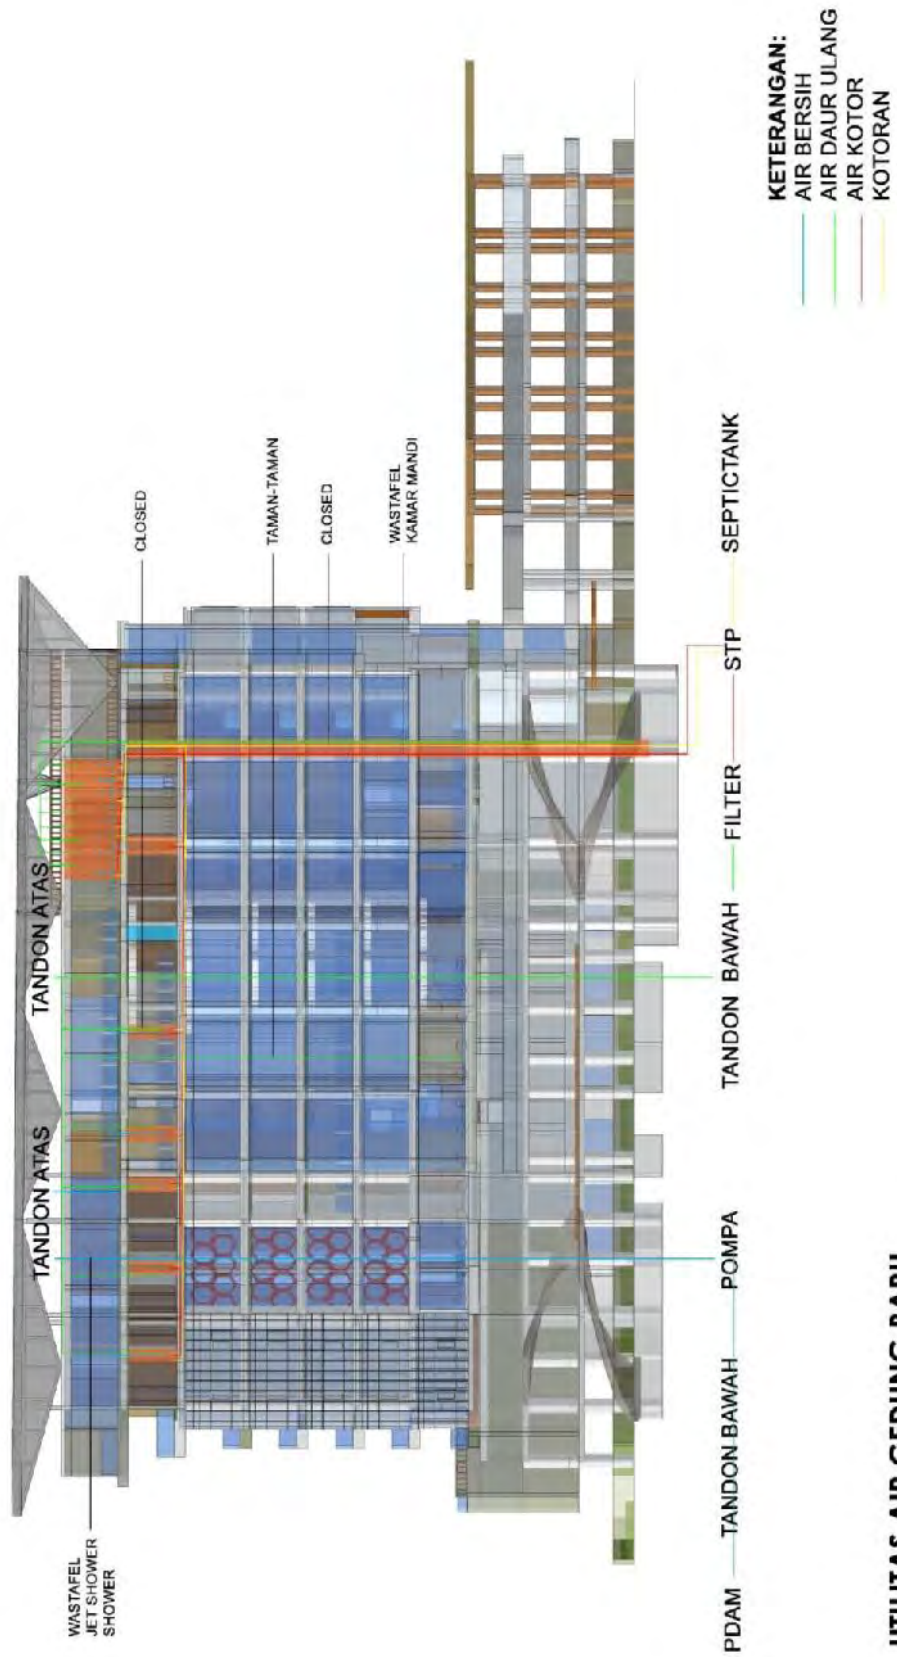 WASTAFEL
JET SHOWER
SHOWER
TANDON ATAS
TANDON ATAS
CLOSED
TAMAN-TAMAN
CLOSED
WASTAFEL
KAMAR MANDI
PDAM
TANDON BAWAH
POMPA
TANDON BAWAH
FILTER
STP
SEPTICTANK
KETERANGAN:
AIR BERSIH
AIR DAUR ULANG
AIR KOTOR
KOTORAN
UTILITAS AIR GEDUNG BARU